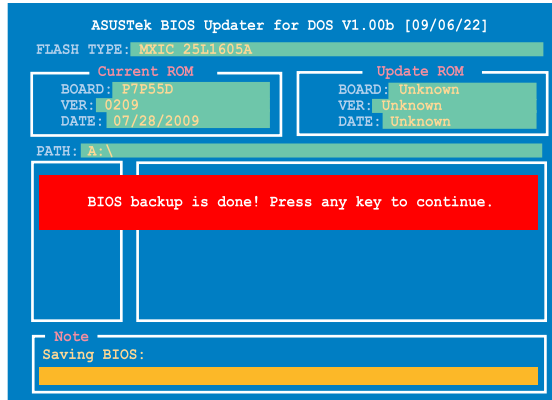 ASUSTek BIOS Updater for DOS V1.00b [09/06/22]
FLASH TYPE: MXIC 25L1605A
Current ROM
BOARD: P7P55D
VER: 0209
DATE: 07/28/2009
Update ROM
BOARD: Unknown
VER: Unknown
DATE: Unknown
PATH: A:\
BIOS backup is done! Press any key to continue.
Note
Saving BIOS: